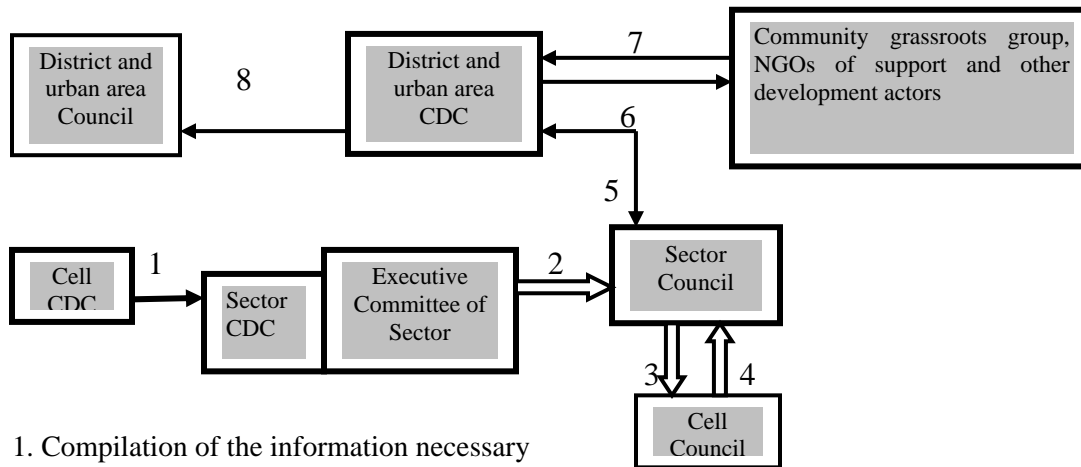 District and
urban area
Council
8
District and
urban area
CDC
7
Community grassroots group,
NGOs of support and other
development actors
6
5
Cell
CDC
1
Sector
CDC
Executive
Committee of
Sector
2
Sector
Council
3
4
Cell
Council
1. Compilation of the information necessary